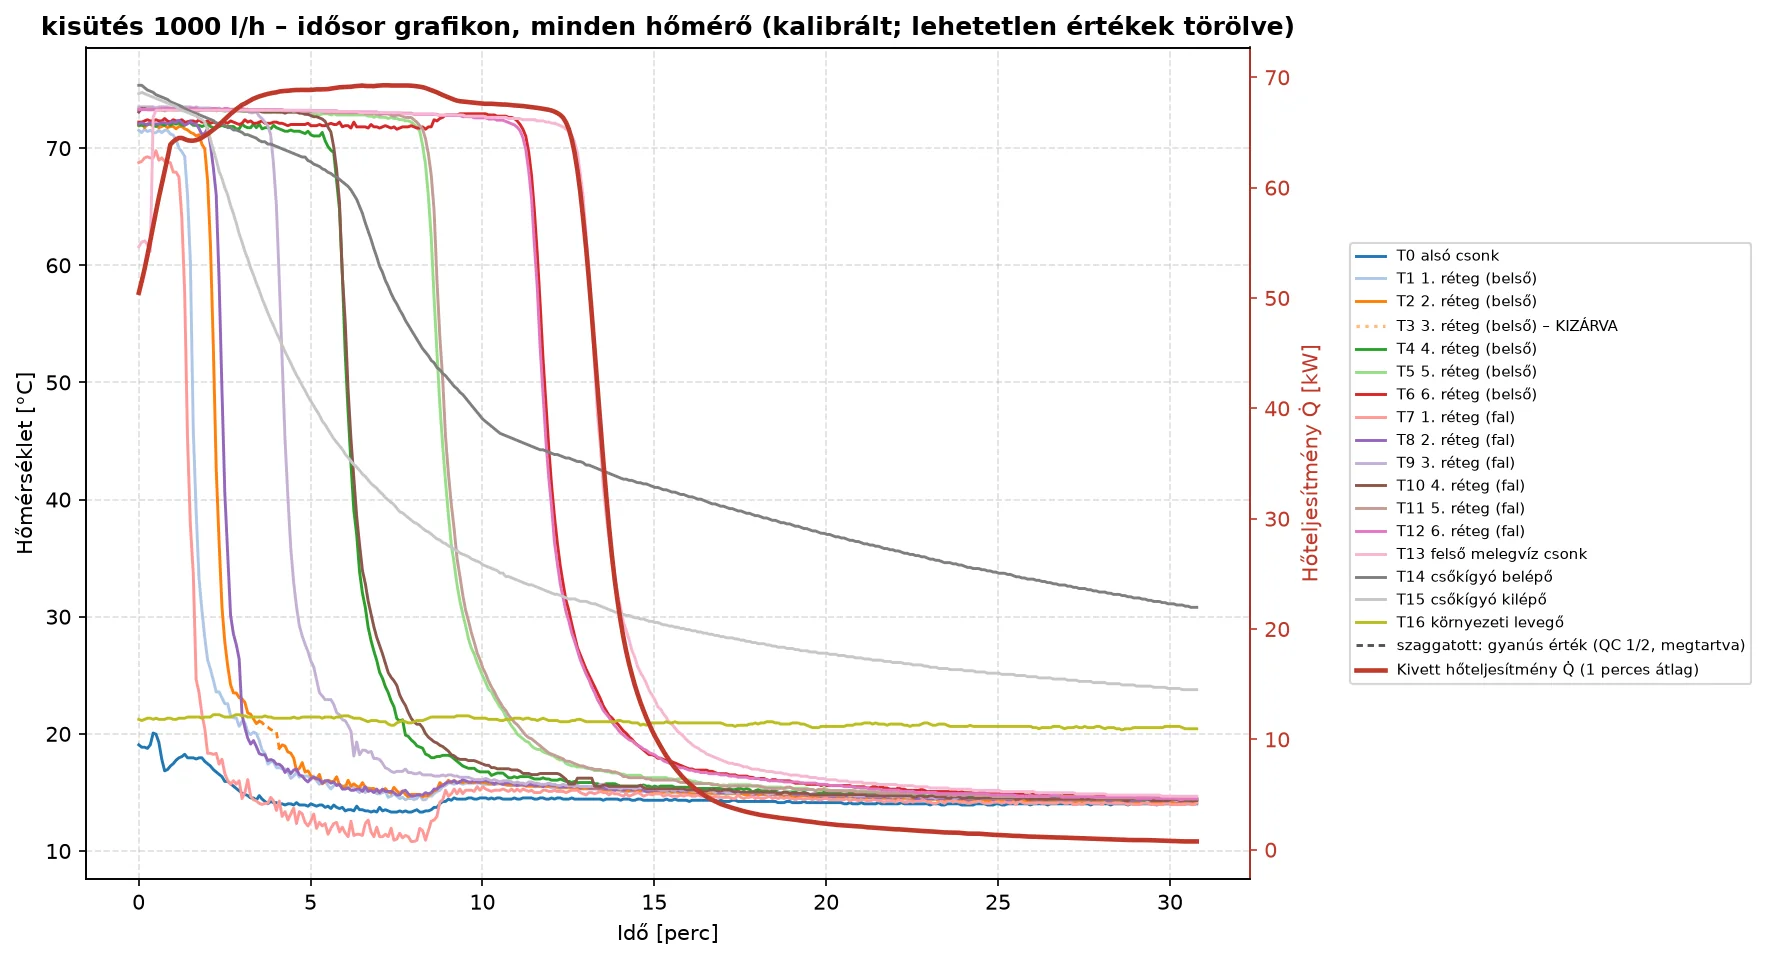 kisütés 1000 l/h – idősor grafikon, minden hőmérő (kalibrált; lehetetlen értékek törölve)
Hőmérséklet [°C]
70
60
50
40
30
20
10
0
5
10
15
20
25
30
Idő [perc]
70
60
50
40
30
20
10
0
Hőteljesítmény Q̇ [kW]
T0 alsó csonk
T1 1. réteg (belső)
T2 2. réteg (belső)
T3 3. réteg (belső) – KIZÁRVA
T4 4. réteg (belső)
T5 5. réteg (belső)
T6 6. réteg (belső)
T7 1. réteg (fal)
T8 2. réteg (fal)
T9 3. réteg (fal)
T10 4. réteg (fal)
T11 5. réteg (fal)
T12 6. réteg (fal)
T13 felső melegvíz csonk
T14 csőkígyó belépő
T15 csőkígyó kilépő
T16 környezeti levegő
szaggatott: gyanús érték (QC 1/2, megtartva)
Kivett hőteljesítmény Q̇ (1 perces átlag)